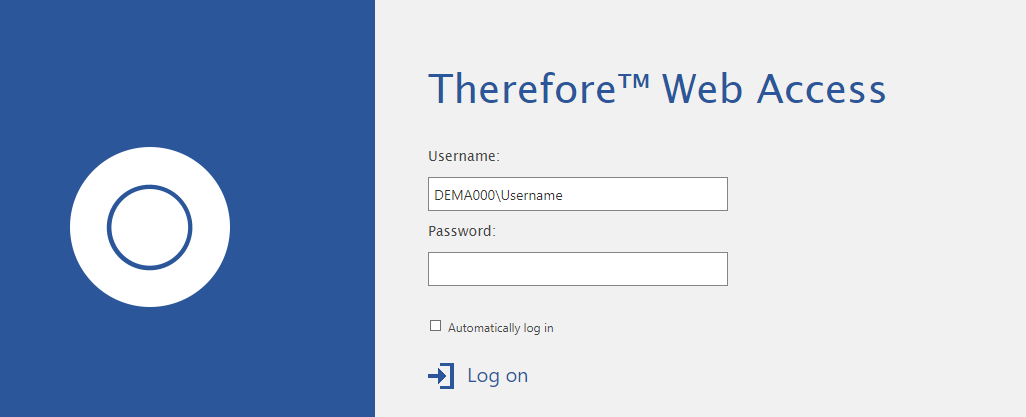 Therefore™ Web Access
Username:
DEMA000\Username
Password:
Automatically log in
Log on